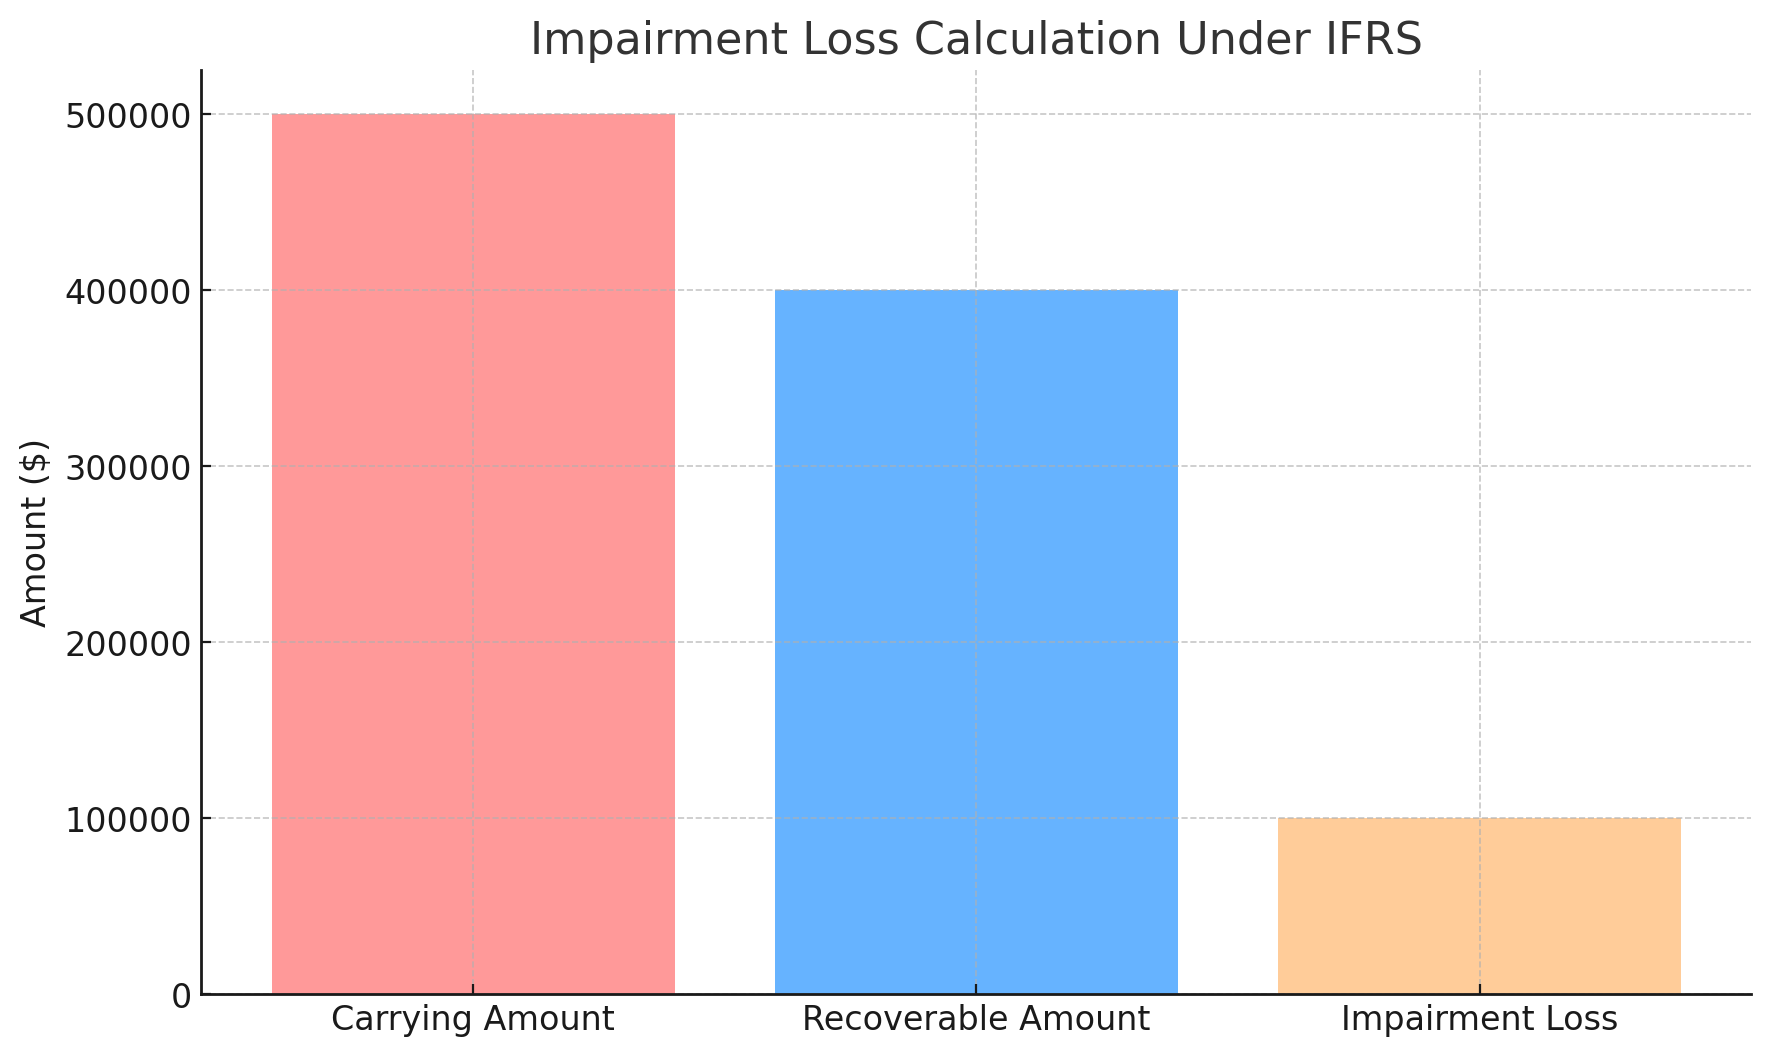 Impairment Loss Calculation Under IFRS
Amount ($)
500000
400000
300000
200000
100000
0
Carrying Amount
Recoverable Amount
Impairment Loss